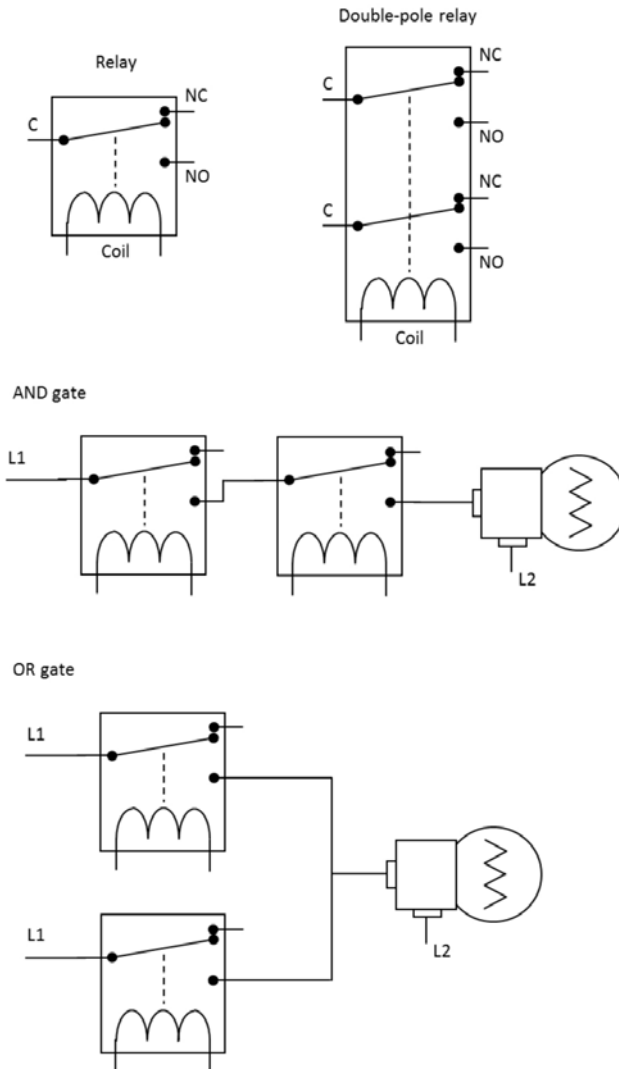 Double-pole relay
Relay
NC
C
NO
Coil
NC
C
NO
NC
C
NO
Coil
AND gate
L1
L2
OR gate
L1
L1
L2